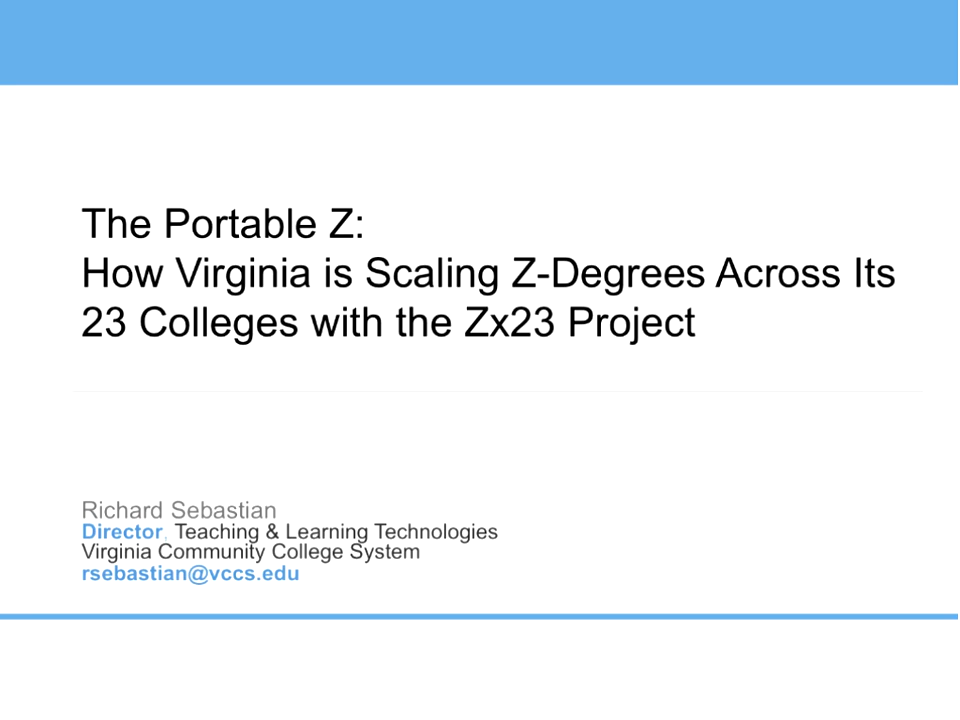 The Portable Z:
How Virginia is Scaling Z-Degrees Across Its
23 Colleges with the Zx23 Project
Richard Sebastian
Director, Teaching & Learning Technologies
Virginia Community College System
rsebastian@vccs.edu